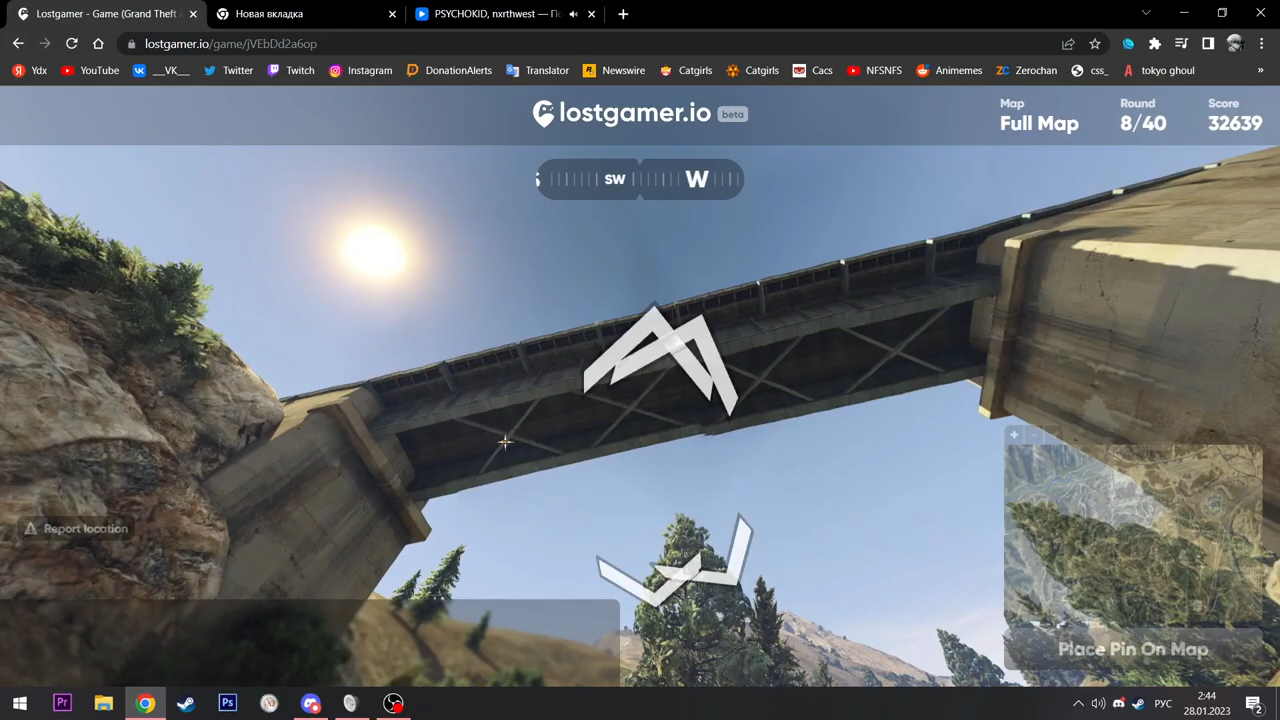 Lostgamer - Game (Grand Theft A
Новая вкладка
PSYCHOKID, nxrthwest — По
lostgamer.io/game/jVEbDd2a6op
Ydx
YouTube
__VK__
Twitter
Twitch
Instagram
DonationAlerts
Translator
Newswire
Catgirls
Catgirls
Cacs
NFSNFS
Animemes
Zerochan
css_
tokyo ghoul
»
lostgamer.io beta
Map
Full Map
Round
8/40
Score
32639
SW
W
Report location
Place Pin On Map
РУС
2:44
28.01.2023
2